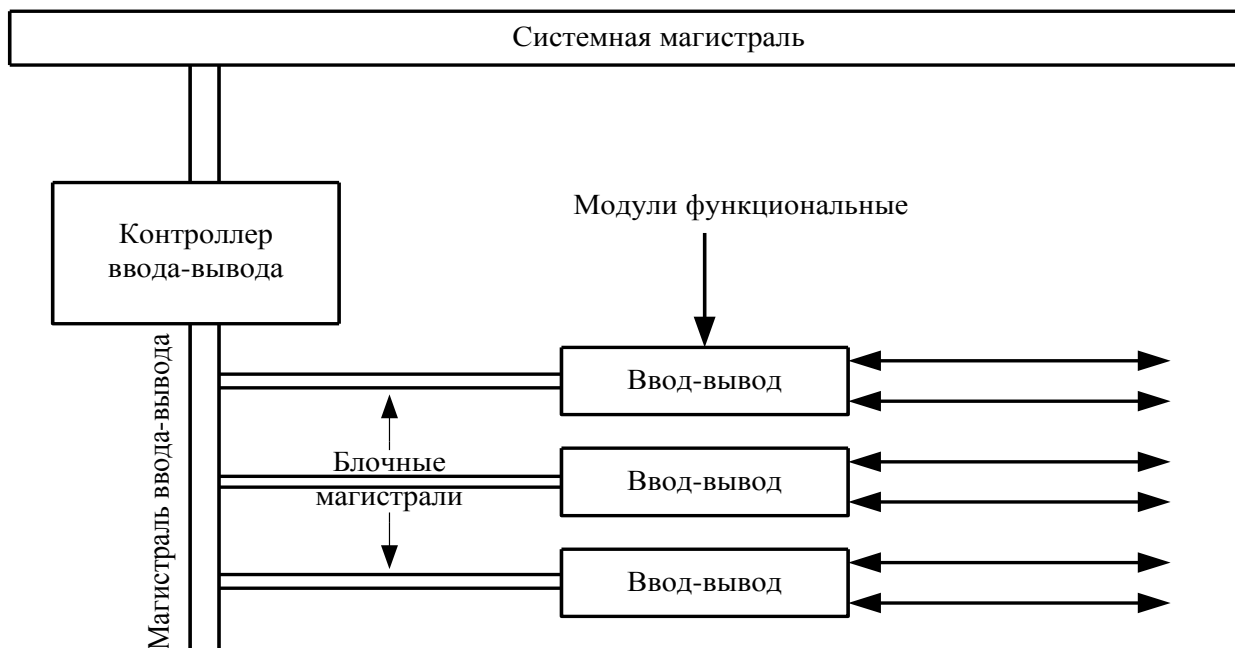 Системная магистраль
Контроллер
ввода-вывода
Модули функциональные
Магистраль ввода-вывода
Ввод-вывод
Блочные
магистрали
Ввод-вывод
Ввод-вывод